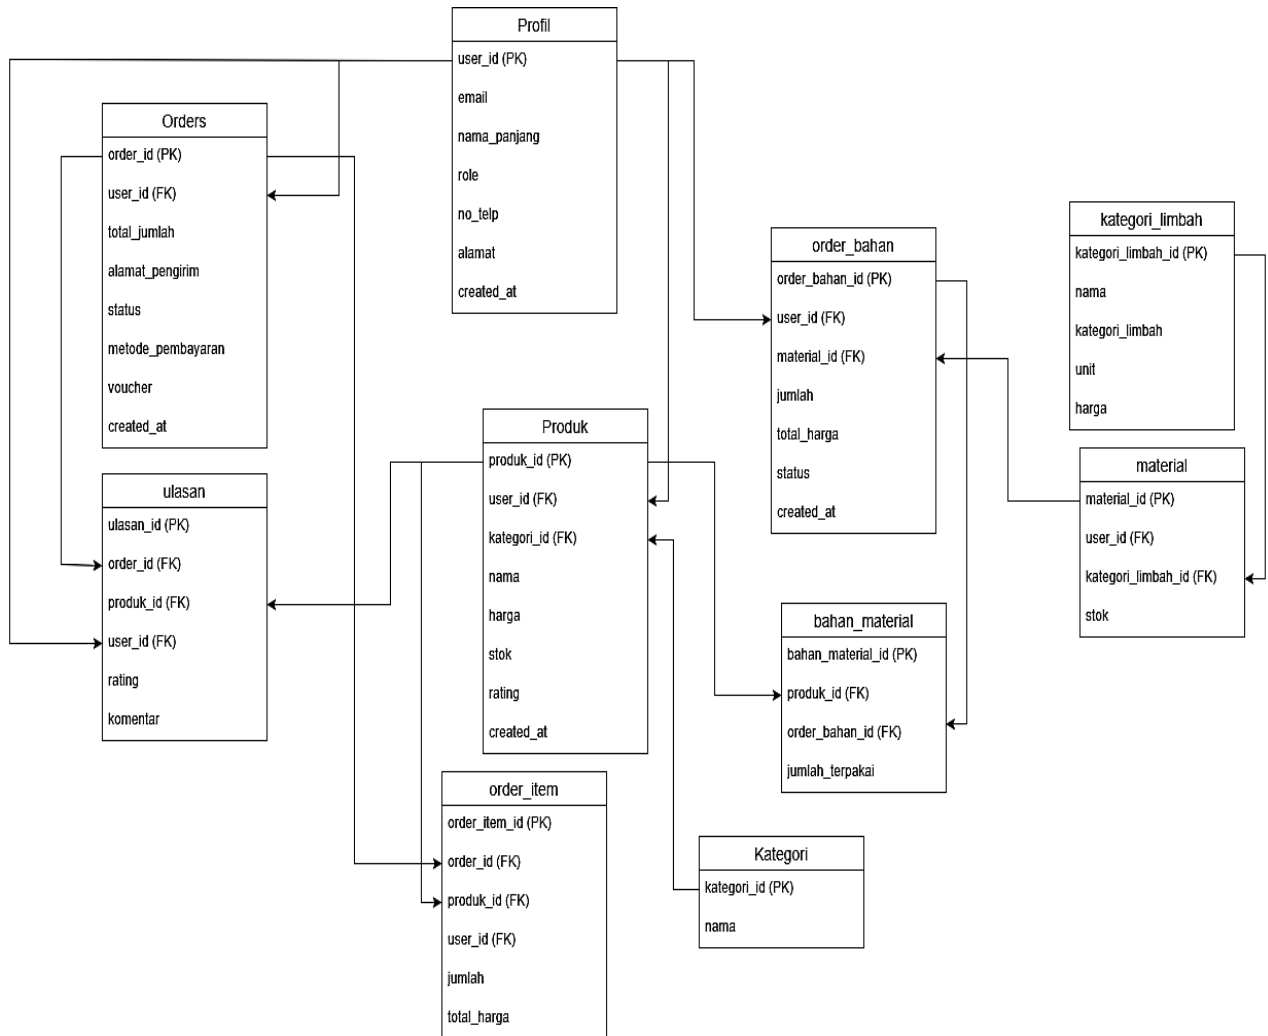 Profil
user_id (PK)
email
nama_panjang
role
no_telp
alamat
created_at
Orders
order_id (PK)
user_id (FK)
total_jumlah
alamat_pengirim
status
metode_pembayaran
voucher
created_at
kategori_limbah
kategori_limbah_id (PK)
nama
kategori_limbah
unit
harga
order_bahan
order_bahan_id (PK)
user_id (FK)
material_id (FK)
jumlah
total_harga
status
created_at
Produk
produk_id (PK)
user_id (FK)
kategori_id (FK)
nama
harga
stok
rating
created_at
material
material_id (PK)
user_id (FK)
kategori_limbah_id (FK)
stok
ulasan
ulasan_id (PK)
order_id (FK)
produk_id (FK)
user_id (FK)
rating
komentar
bahan_material
bahan_material_id (PK)
produk_id (FK)
order_bahan_id (FK)
jumlah_terpakai
order_item
order_item_id (PK)
order_id (FK)
produk_id (FK)
user_id (FK)
jumlah
total_harga
Kategori
kategori_id (PK)
nama